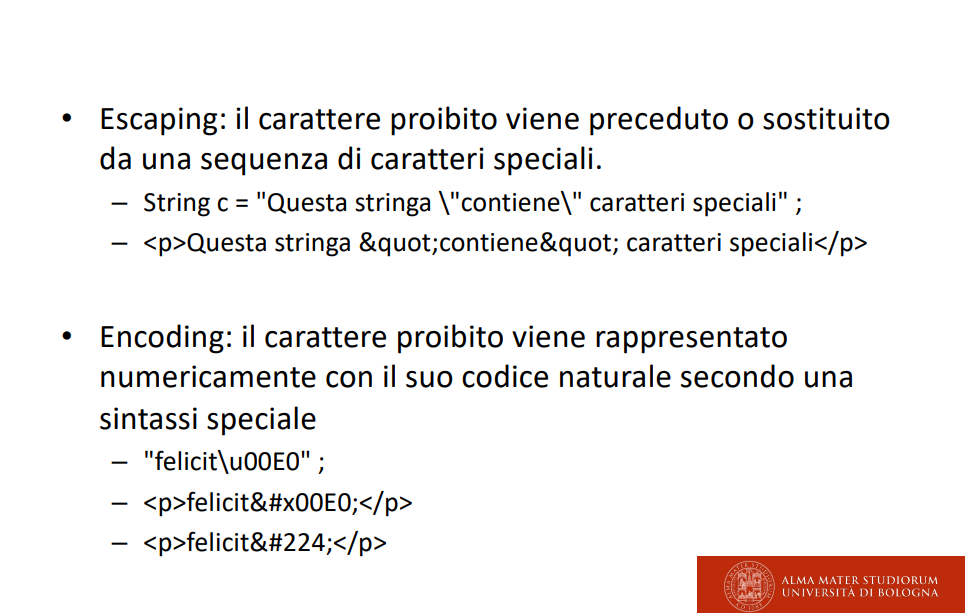 • Escaping: il carattere proibito viene preceduto o sostituito
da una sequenza di caratteri speciali.
– String c = "Questa stringa \"contiene\" caratteri speciali" ;
– <p>Questa stringa &quot;contiene&quot; caratteri speciali</p>
• Encoding: il carattere proibito viene rappresentato
numericamente con il suo codice naturale secondo una
sintassi speciale
– "felicit\u00E0" ;
– <p>felicit&#x00E0;</p>
– <p>felicit&#224;</p>
ALMA MATER STUDIORUM
UNIVERSITÀ DI BOLOGNA